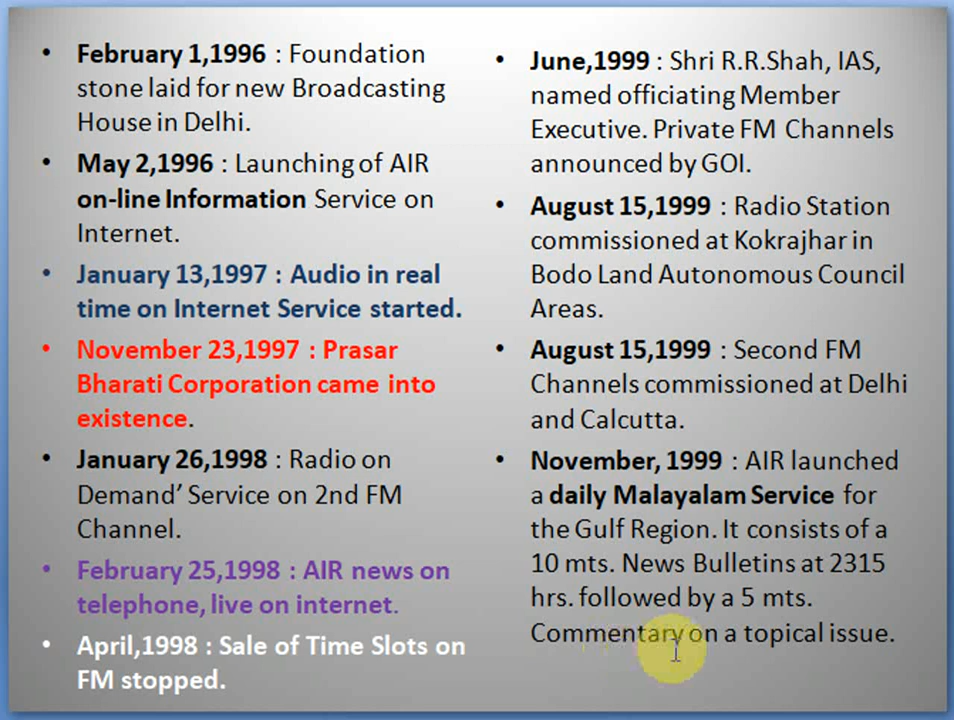 • February 1,1996 : Foundation
stone laid for new Broadcasting
House in Delhi.
• May 2,1996 : Launching of AIR
on-line Information Service on
Internet.
• January 13,1997 : Audio in real
time on Internet Service started.
• November 23,1997 : Prasar
Bharati Corporation came into
existence.
• January 26,1998 : Radio on
Demand’ Service on 2nd FM
Channel.
• February 25,1998 : AIR news on
telephone, live on internet.
• April,1998 : Sale of Time Slots on
FM stopped.
• June,1999 : Shri R.R.Shah, IAS,
named officiating Member
Executive. Private FM Channels
announced by GOI.
• August 15,1999 : Radio Station
commissioned at Kokrajhar in
Bodo Land Autonomous Council
Areas.
• August 15,1999 : Second FM
Channels commissioned at Delhi
and Calcutta.
• November, 1999 : AIR launched
a daily Malayalam Service for
the Gulf Region. It consists of a
10 mts. News Bulletins at 2315
hrs. followed by a 5 mts.
Commentary on a topical issue.